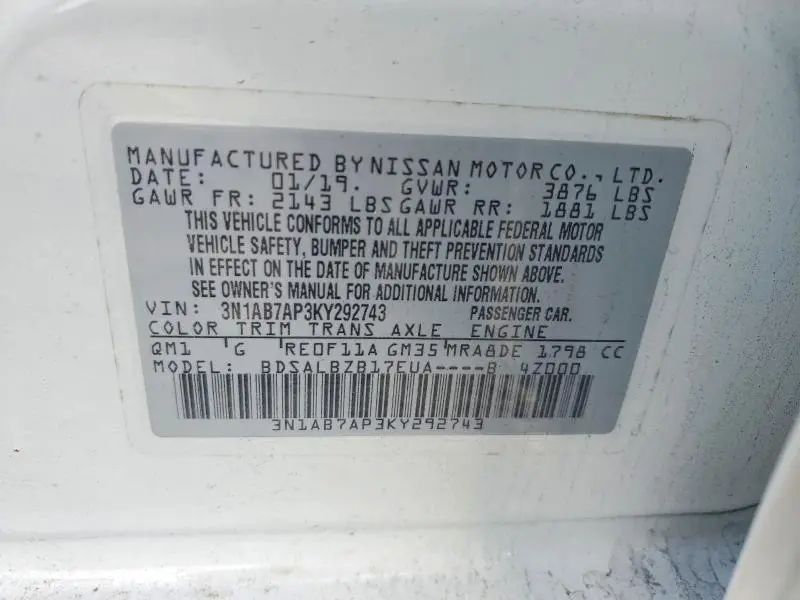 MANUFACTURED BY NISSAN MOTOR CO., LTD.
DATE: 01/19. GVWR: 3876 LBS
GAWR FR: 2143 LBS GAWR RR: 1881 LBS
THIS VEHICLE CONFORMS TO ALL APPLICABLE FEDERAL MOTOR
VEHICLE SAFETY, BUMPER AND THEFT PREVENTION STANDARDS
IN EFFECT ON THE DATE OF MANUFACTURE SHOWN ABOVE.
SEE OWNER'S MANUAL FOR ADDITIONAL INFORMATION.
VIN: 3N1AB7AP3KY292743 PASSENGER CAR.
COLOR TRIM TRANS AXLE ENGINE
QM1 G RE0F11A GM35 MRA8DE 1798 CC
MODEL: BDSALBZB17EUA----B 4Z000
3N1AB7AP3KY292743